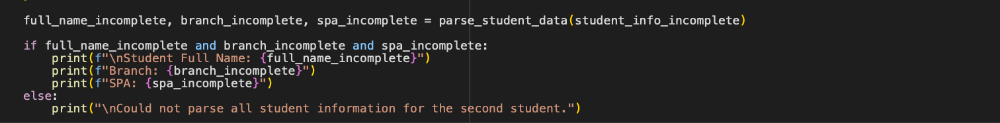 full_name_incomplete, branch_incomplete, spa_incomplete = parse_student_data(student_info_incomplete)
if full_name_incomplete and branch_incomplete and spa_incomplete:
    print(f"\nStudent Full Name: {full_name_incomplete}")
    print(f"Branch: {branch_incomplete}")
    print(f"SPA: {spa_incomplete}")
else:
    print("\nCould not parse all student information for the second student.")